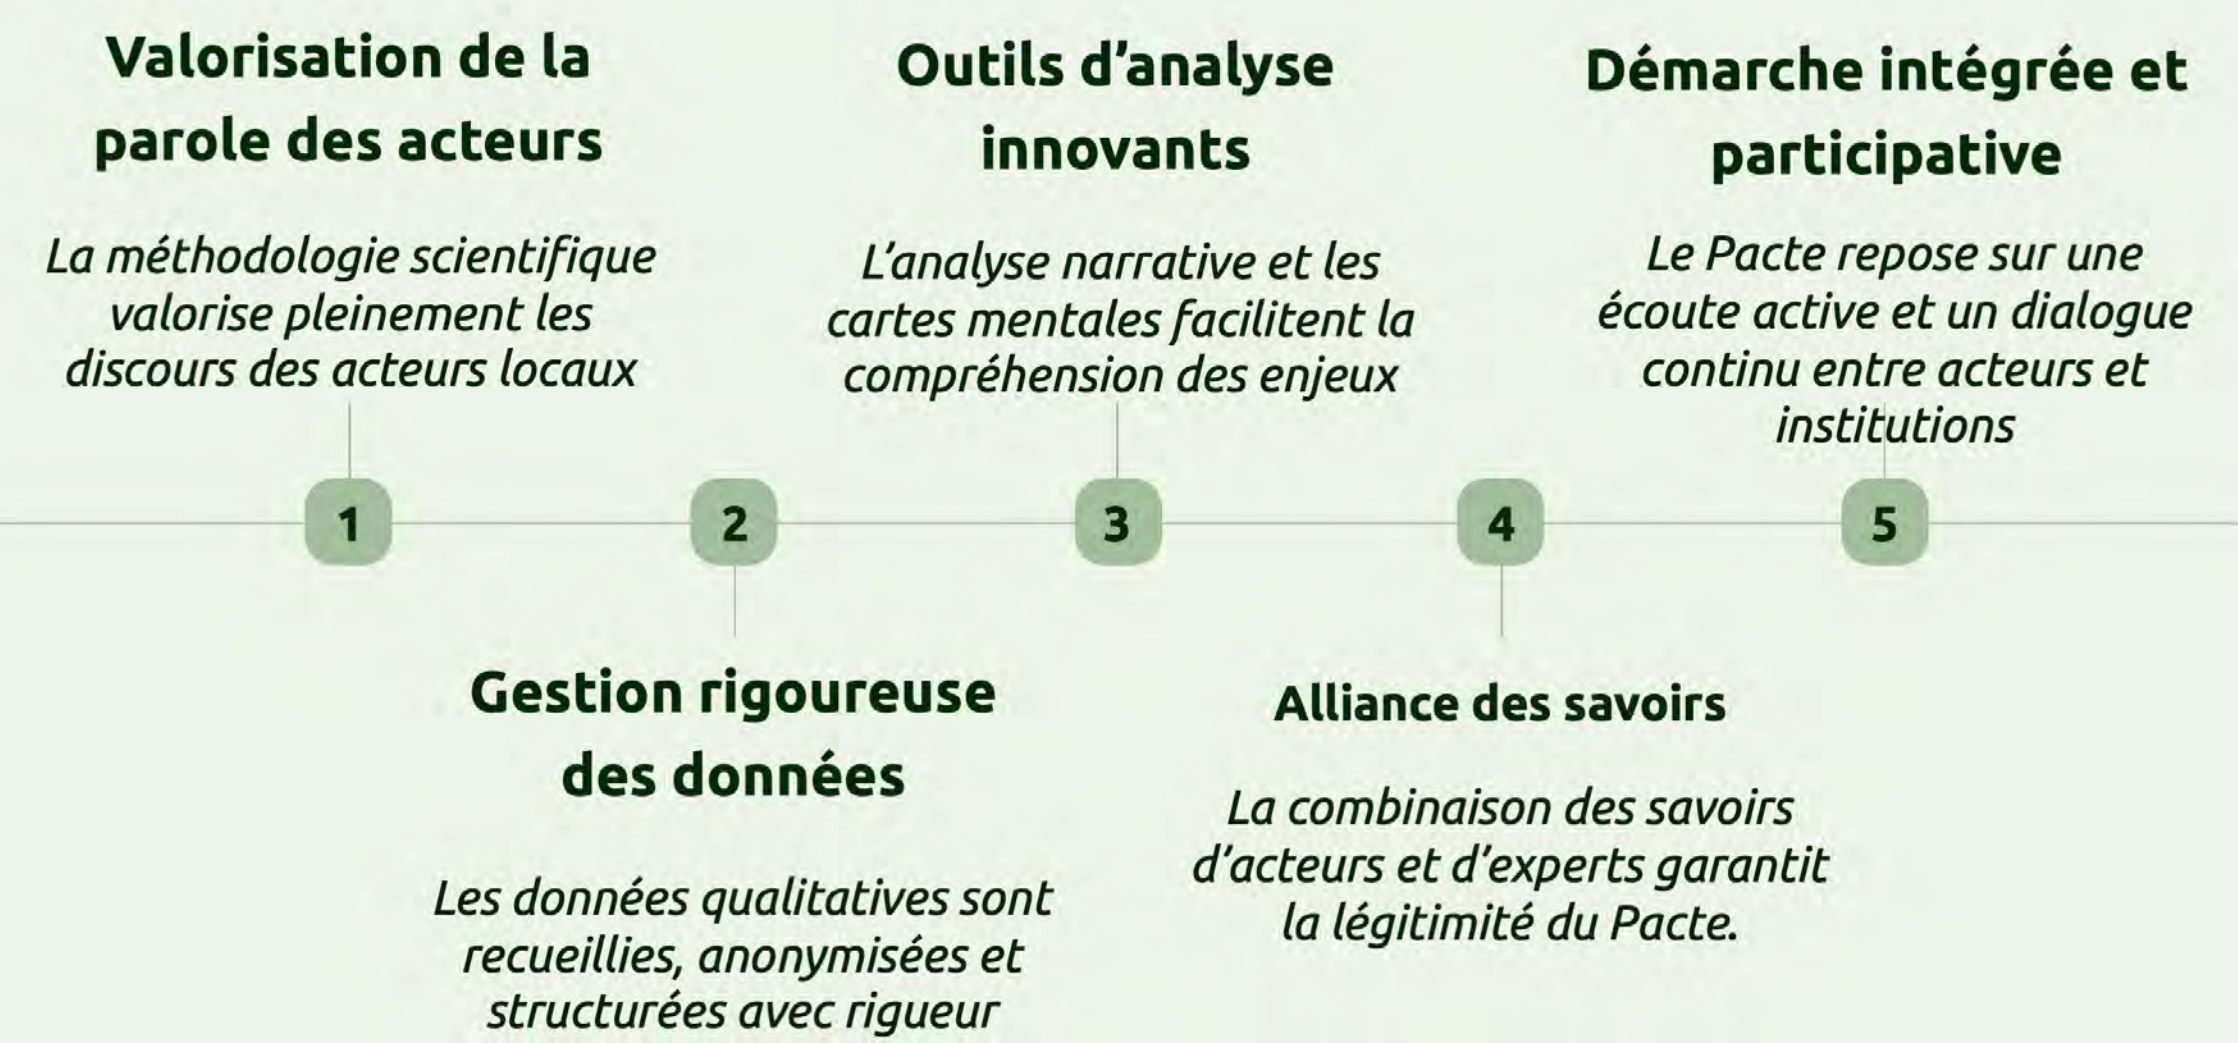 Valorisation de la
parole des acteurs
La méthodologie scientifique
valorise pleinement les
discours des acteurs locaux
1
2
Gestion rigoureuse
des données
Les données qualitatives sont
recueillies, anonymisées et
structurées avec rigueur
Outils d’analyse
innovants
L’analyse narrative et les
cartes mentales facilitent la
compréhension des enjeux
3
4
Alliance des savoirs
La combinaison des savoirs
d’acteurs et d’experts garantit
la légitimité du Pacte.
Démarche intégrée et
participative
Le Pacte repose sur une
écoute active et un dialogue
continu entre acteurs et
institutions
5